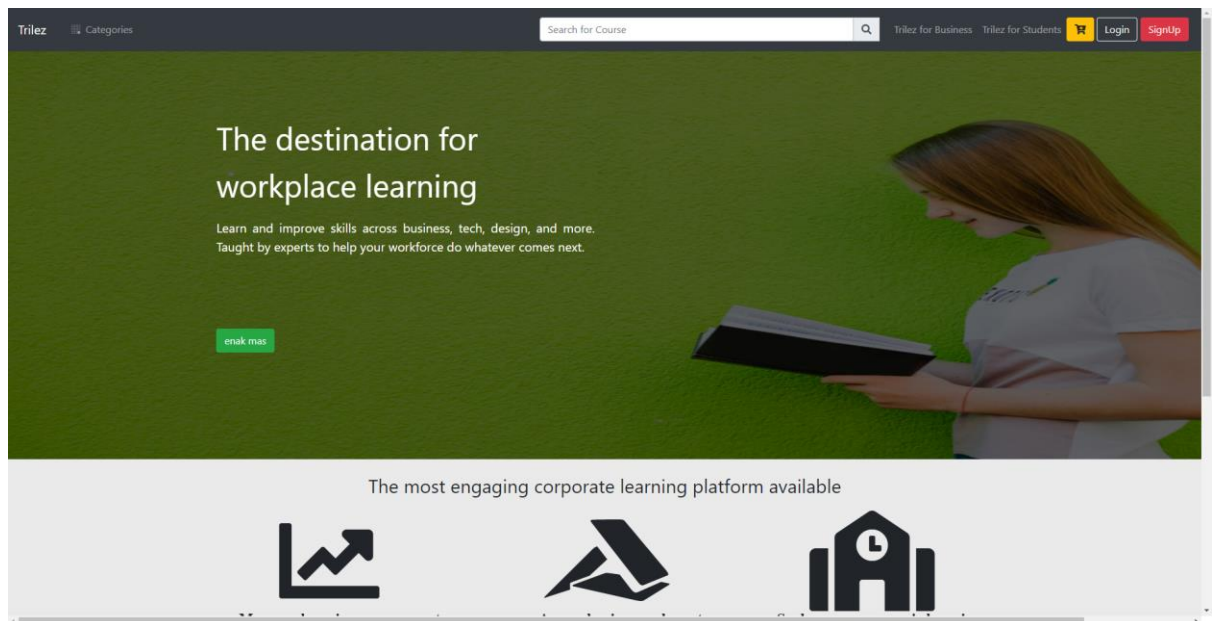 Trilez Categories Search for Course Trilez for Business Trilez for Students Login SignUp
The destination for
workplace learning
Learn and improve skills across business, tech, design, and more.
Taught by experts to help your workforce do whatever comes next.
enak mas
The most engaging corporate learning platform available